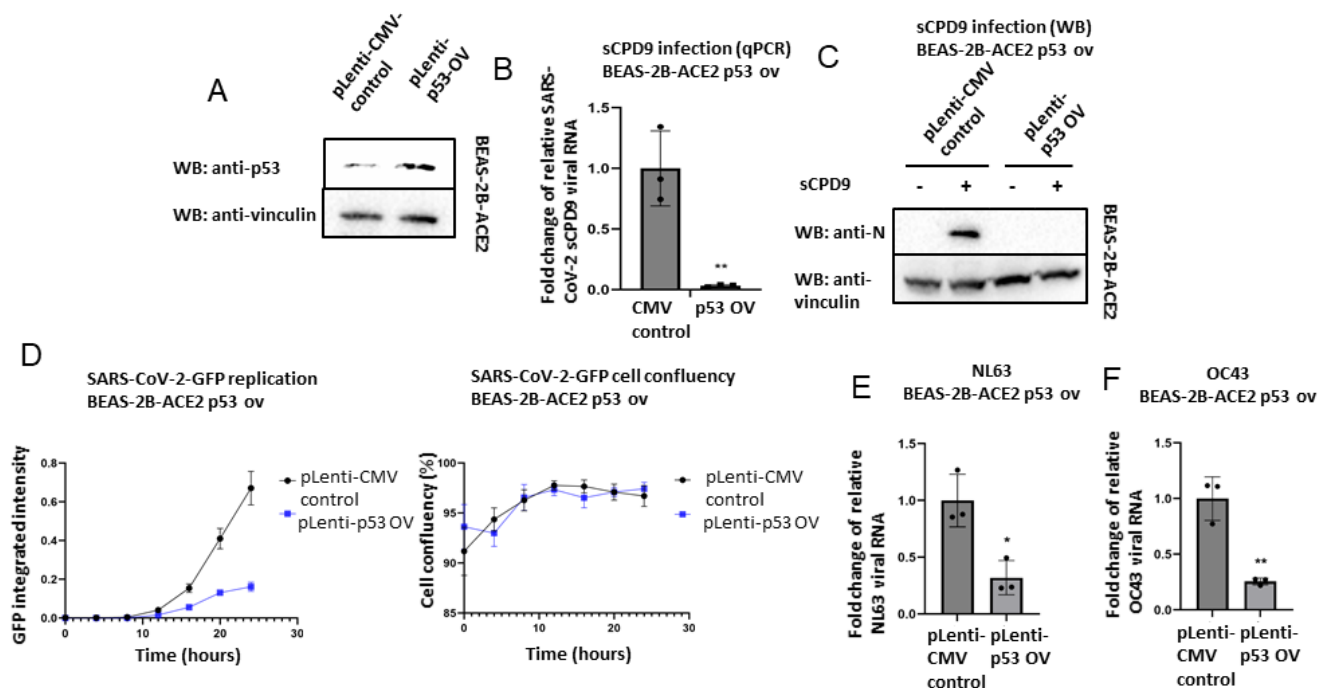 A
pLenti-CMV-
control
pLenti-
p53-OV
WB: anti-p53
WB: anti-vinculin
BEAS-2B-ACE2
B
sCPD9 infection (qPCR)
BEAS-2B-ACE2 p53 ov
Fold change of relative SARS-
CoV-2 sCPD9 viral RNA
1.5
1.0
0.5
0.0
**
CMV
control
p53 OV
C
sCPD9 infection (WB)
BEAS-2B-ACE2 p53 ov
pLenti-CMV
control
pLenti-
p53 OV
sCPD9
- + - +
WB: anti-N
WB: anti-
vinculin
BEAS-2B-ACE2
D
SARS-CoV-2-GFP replication
BEAS-2B-ACE2 p53 ov
GFP integrated intensity
0.8
0.6
0.4
0.2
0.0
0 10 20 30
Time (hours)
pLenti-CMV
control
pLenti-p53 OV
SARS-CoV-2-GFP cell confluency
BEAS-2B-ACE2 p53 ov
Cell confluency (%)
100
95
90
85
0 10 20 30
Time (hours)
pLenti-CMV
control
pLenti-p53 OV
E
NL63
BEAS-2B-ACE2 p53 ov
Fold change of relative
NL63 viral RNA
1.5
1.0
0.5
0.0
*
pLenti-
CMV
control
pLenti-
p53 OV
F
OC43
BEAS-2B-ACE2 p53 ov
Fold change of relative
OC43 viral RNA
1.5
1.0
0.5
0.0
**
pLenti-
CMV
control
pLenti-
p53 OV